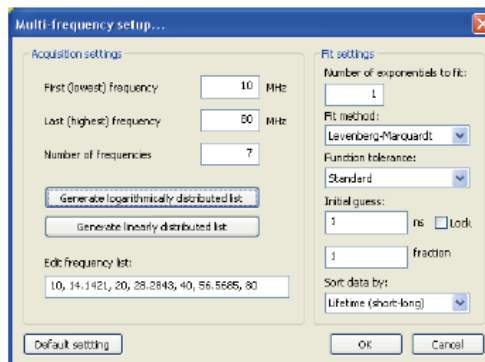 Multi-frequency setup...
Acquisition settings
First (lowest) frequency 10 MHz
Last (highest) frequency 80 MHz
Number of frequencies 7
Generate logarithmically distributed list
Generate linearly distributed list
Edit frequency list:
10, 14.1421, 20, 28.2843, 40, 56.5685, 80
Default settting
Fit settings
Number of exponentials to fit:
1
Fit method:
Levenberg-Marquardt
Function tolerance:
Standard
Initial guess:
1 ns Lock
1 fraction
Sort data by:
Lifetime (short-long)
OK Cancel